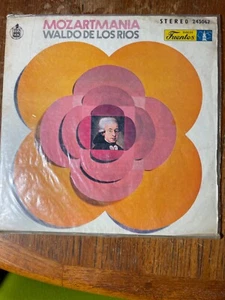 MOZARTMANIA
WALDO DE LOS RIOS
STEREO
Fuentes